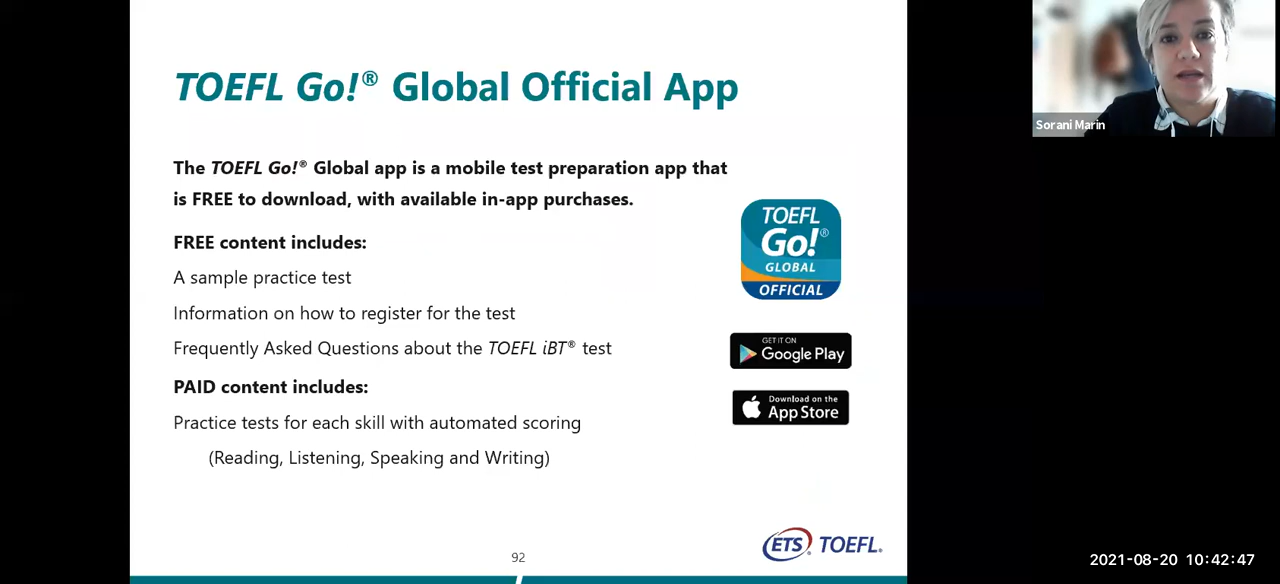 TOEFL Go!® Global Official App
The TOEFL Go!® Global app is a mobile test preparation app that
is FREE to download, with available in-app purchases.
FREE content includes:
A sample practice test
Information on how to register for the test
Frequently Asked Questions about the TOEFL iBT® test
PAID content includes:
Practice tests for each skill with automated scoring
(Reading, Listening, Speaking and Writing)
TOEFL
Go!®
GLOBAL
OFFICIAL
GET IT ON
Google Play
Download on the
App Store
92
ETS® TOEFL®
Sorani Marin
2021-08-20 10:42:47